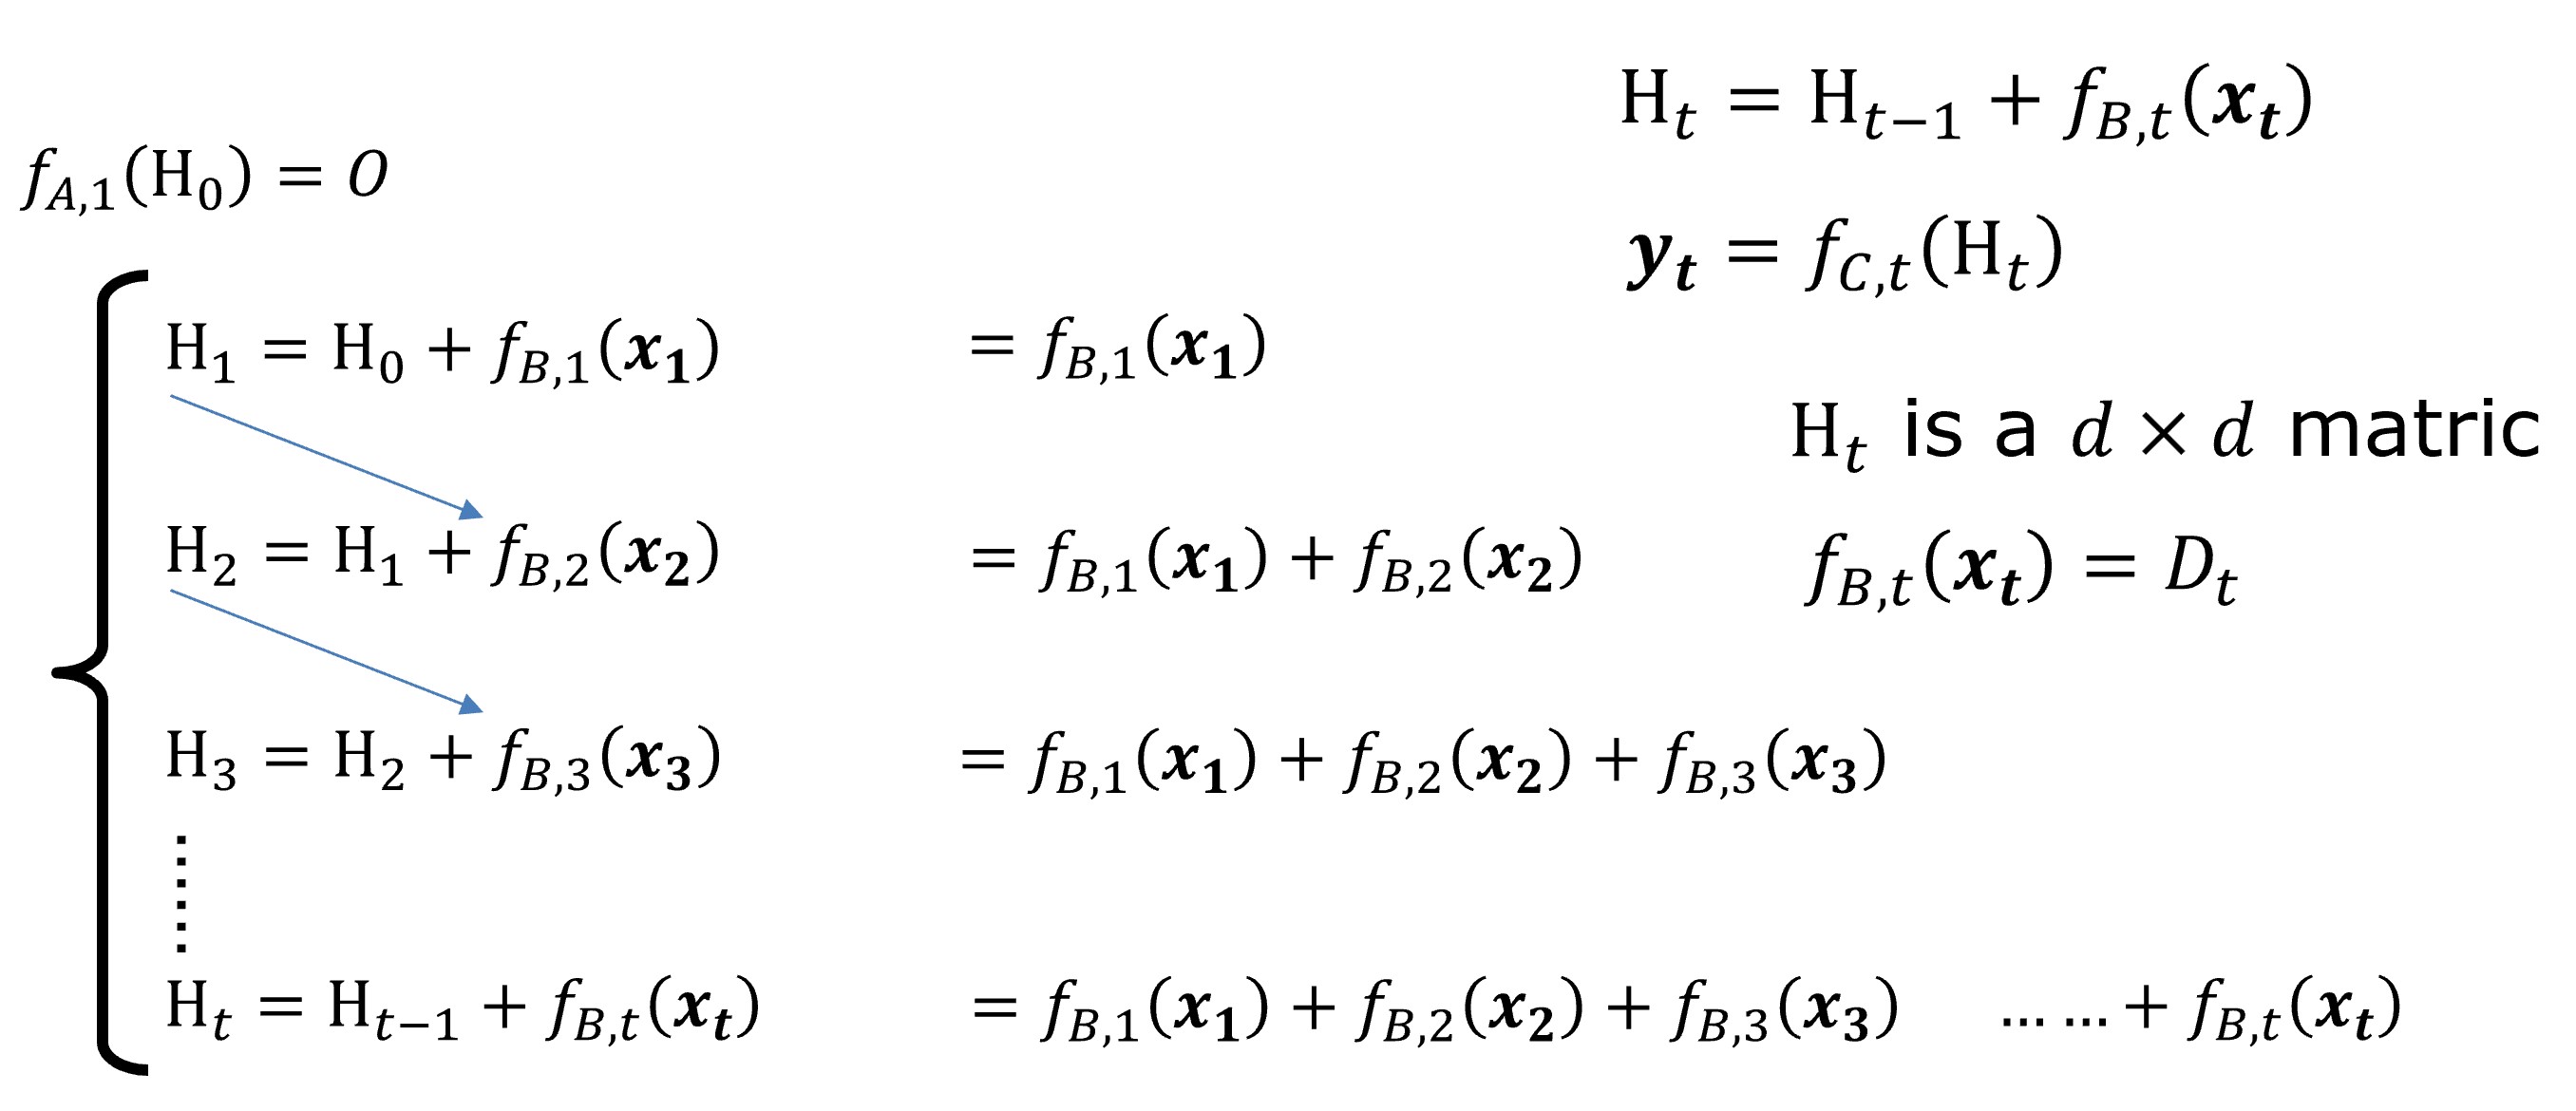 H_t = H_{t−1} + f_{B,t}(x_t)
f_{A,1}(H_0) = O
y_t = f_{C,t}(H_t)
H_1 = H_0 + f_{B,1}(x_1) = f_{B,1}(x_1)
H_t is a d × d matric
H_2 = H_1 + f_{B,2}(x_2) = f_{B,1}(x_1) + f_{B,2}(x_2)
f_{B,t}(x_t) = D_t
H_3 = H_2 + f_{B,3}(x_3) = f_{B,1}(x_1) + f_{B,2}(x_2) + f_{B,3}(x_3)
H_t = H_{t−1} + f_{B,t}(x_t) = f_{B,1}(x_1) + f_{B,2}(x_2) + f_{B,3}(x_3) …… + f_{B,t}(x_t)